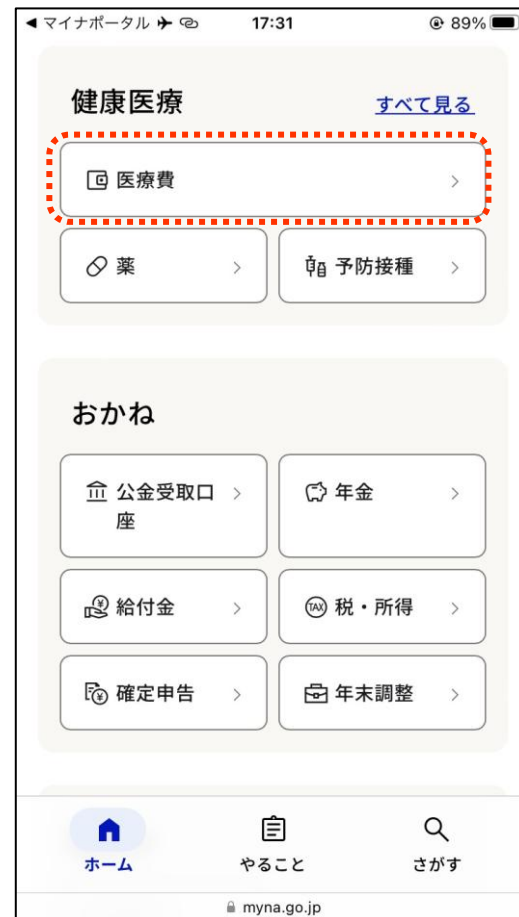 ◀ マイナポータル
17:31
89%
健康医療
すべて見る
医療費
薬
予防接種
おかね
公金受取口
座
年金
給付金
TAX 税・所得
確定申告
年末調整
ホーム
やること
さがす
myna.go.jp